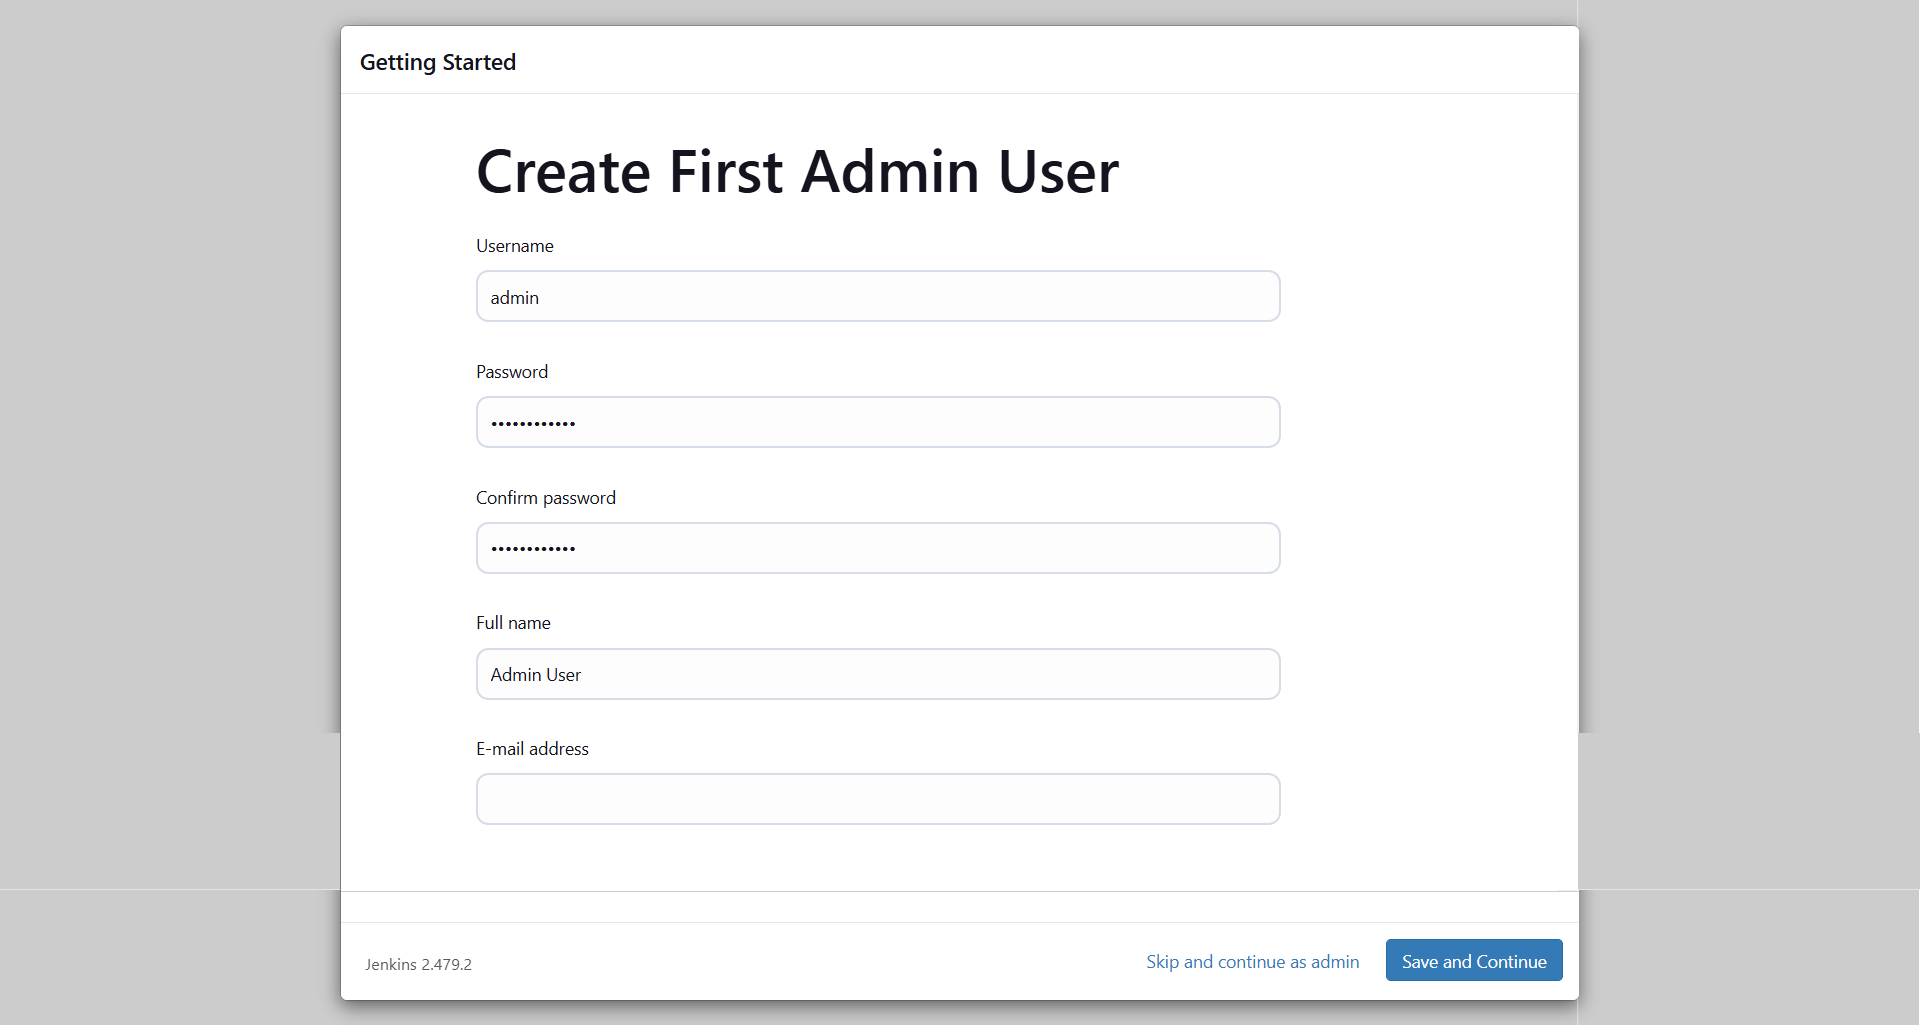 Getting Started
Create First Admin User
Username
admin
Password
••••••••••••
Confirm password
••••••••••••
Full name
Admin User
E-mail address
Jenkins 2.479.2
Skip and continue as admin
Save and Continue